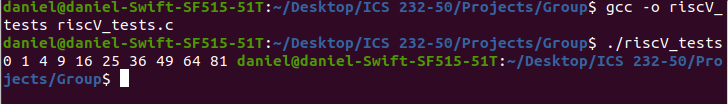 daniel@daniel-Swift-SF515-51T:~/Desktop/ICS 232-50/Projects/Group$ gcc -o riscV_
tests riscV_tests.c
daniel@daniel-Swift-SF515-51T:~/Desktop/ICS 232-50/Projects/Group$ ./riscV_tests
0 1 4 9 16 25 36 49 64 81 daniel@daniel-Swift-SF515-51T:~/Desktop/ICS 232-50/Pro
jects/Group$